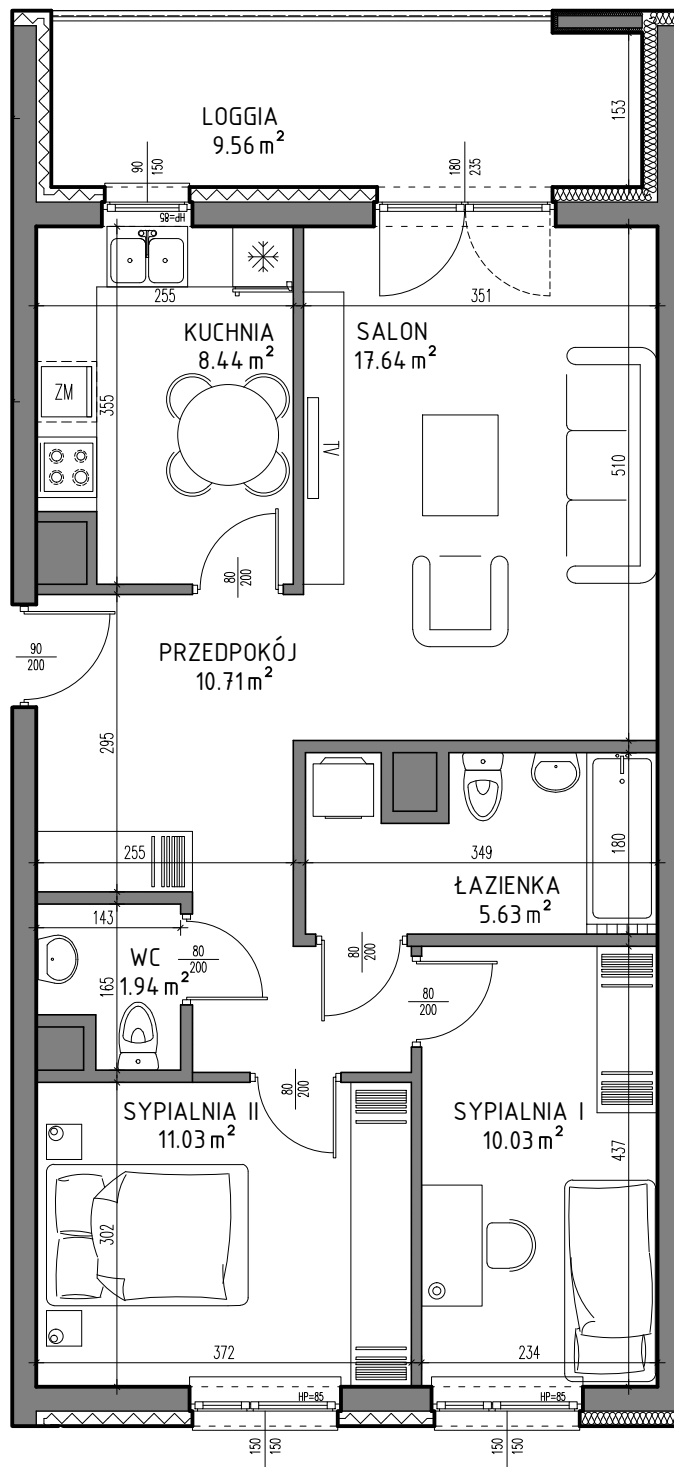 LOGGIA
9.56 m²
153
90
150
180
235
HP=85
255
351
KUCHNIA
8.44 m²
SALON
17.64 m²
ZM
355
TV
510
80
200
90
200
PRZEDPOKÓJ
10.71 m²
295
255
349
180
ŁAZIENKA
5.63 m²
143
WC
1.94 m²
165
80
200
80
200
80
200
80
200
SYPIALNIA II
11.03 m²
SYPIALNIA I
10.03 m²
437
302
372
234
HP=85
HP=85
150
150
150
150